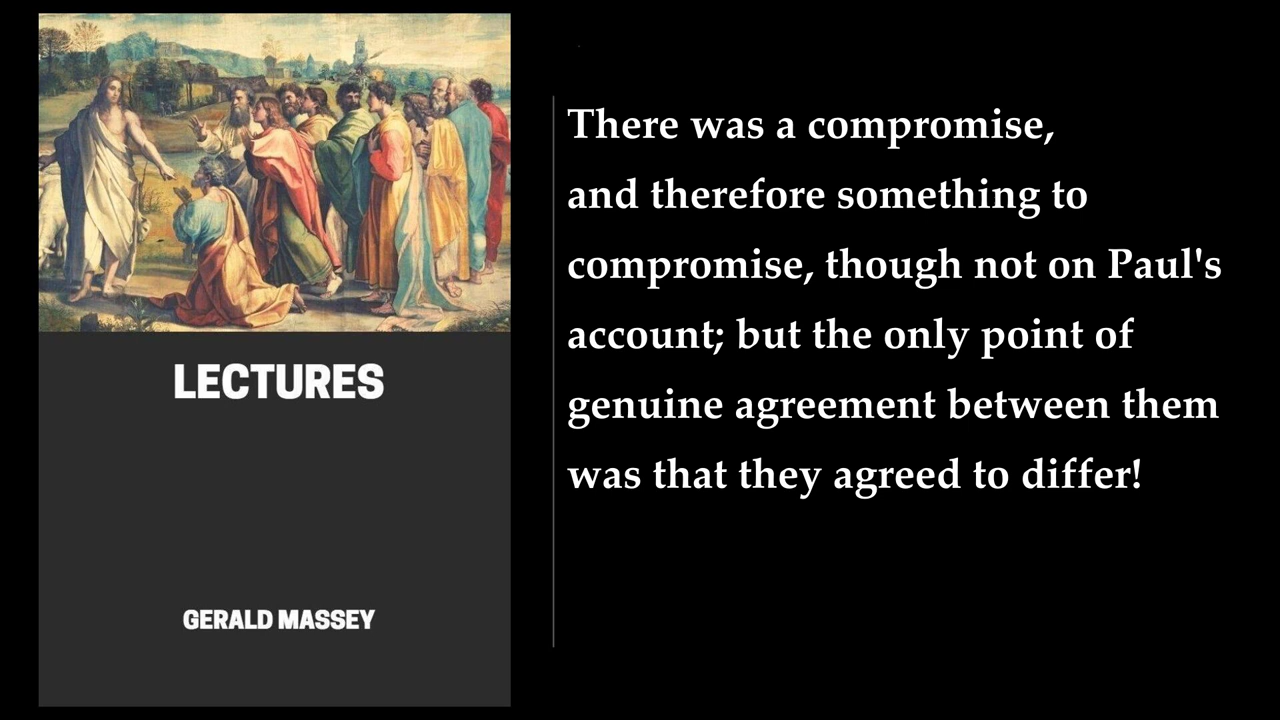 LECTURES
GERALD MASSEY
There was a compromise,
and therefore something to
compromise, though not on Paul's
account; but the only point of
genuine agreement between them
was that they agreed to differ!